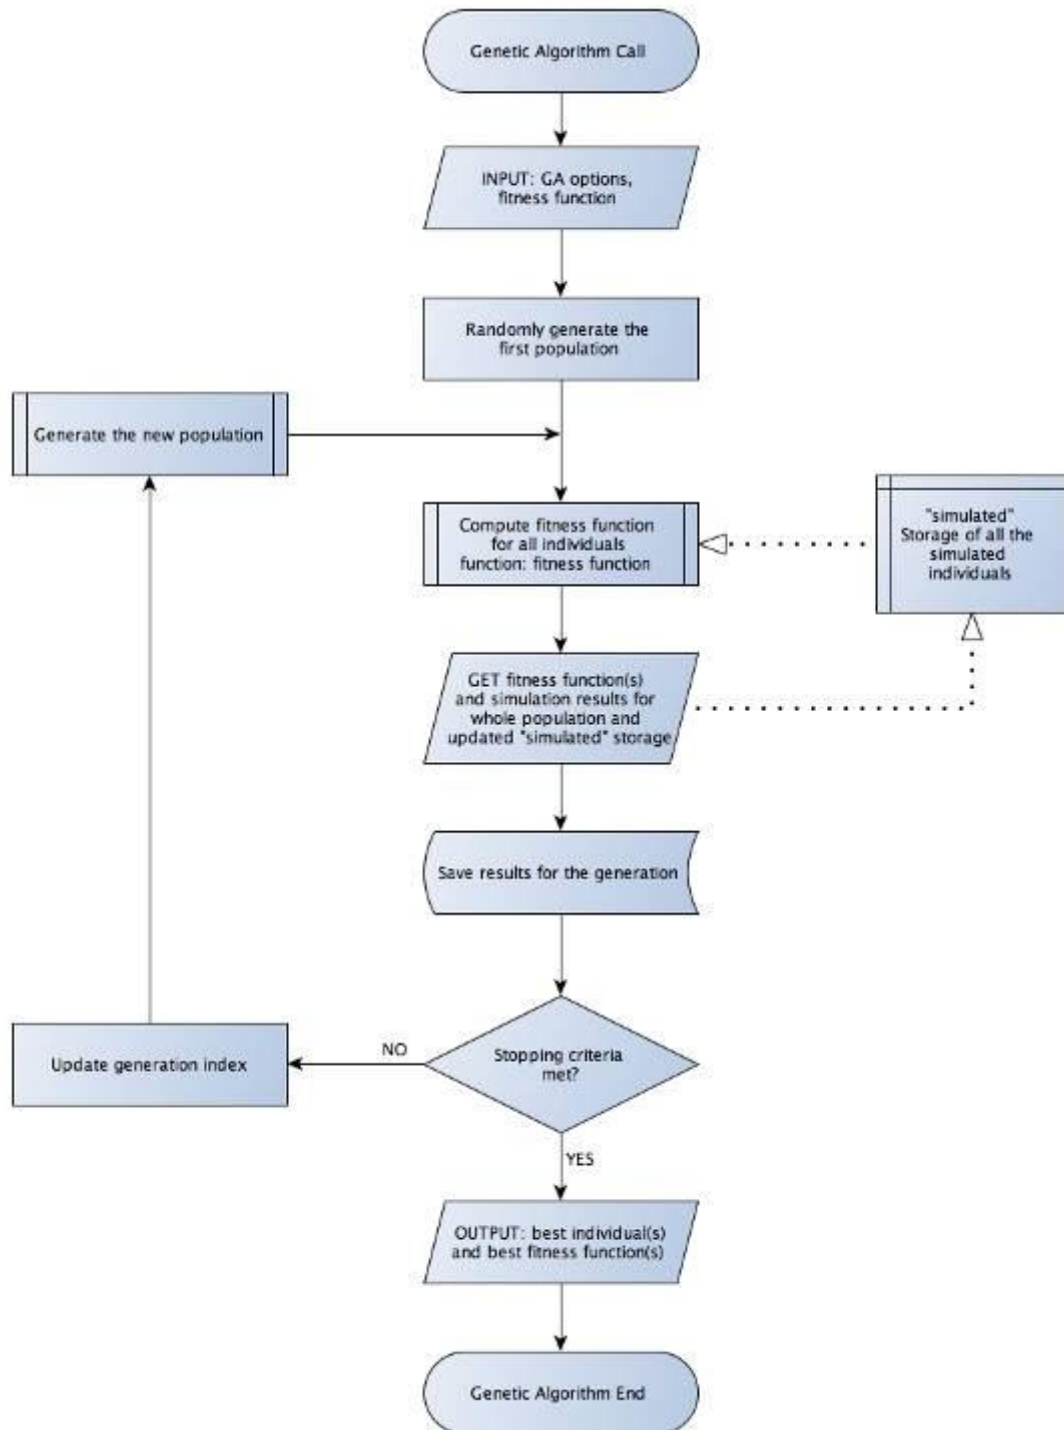 Genetic Algorithm Call
INPUT: GA options,
fitness function
Randomly generate the
first population
Generate the new population
Compute fitness function
for all individuals
function: fitness function
"simulated"
Storage of all the
simulated
individuals
GET fitness function(s)
and simulation results for
whole population and
updated "simulated" storage
Save results for the generation
Stopping criteria
met?
NO
Update generation index
YES
OUTPUT: best individual(s)
and best fitness function(s)
Genetic Algorithm End